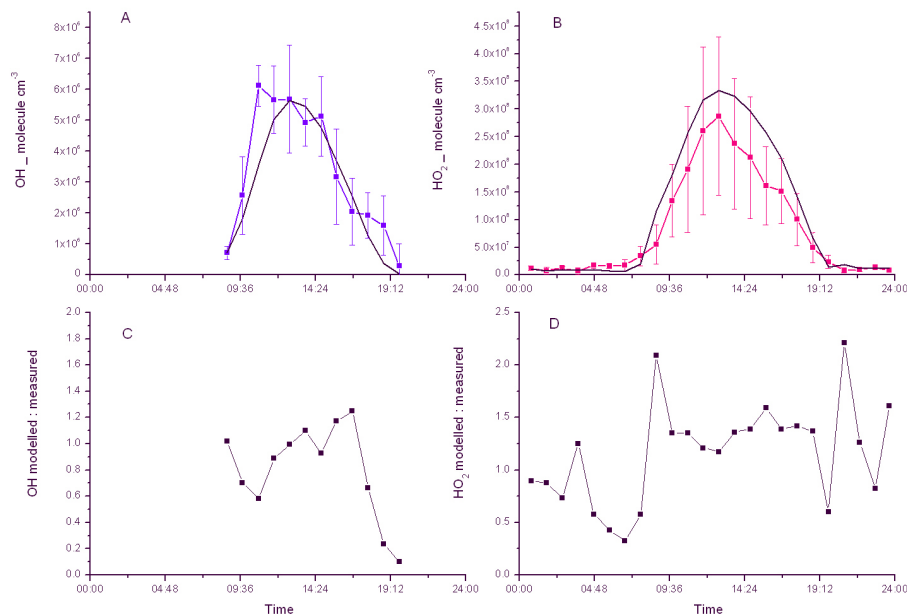 A
8x10⁶
7x10⁶
6x10⁶
5x10⁶
4x10⁶
3x10⁶
2x10⁶
1x10⁶
0
OH _ molecule cm⁻³
00:00 04:48 09:36 14:24 19:12 24:00
B
4.5x10⁸
4.0x10⁸
3.5x10⁸
3.0x10⁸
2.5x10⁸
2.0x10⁸
1.5x10⁸
1.0x10⁸
5.0x10⁷
0.0
HO₂ _ molecule cm⁻³
00:00 04:48 09:36 14:24 19:12 24:00
C
2.0
1.8
1.6
1.4
1.2
1.0
0.8
0.6
0.4
0.2
0.0
OH modelled : measured
00:00 04:48 09:36 14:24 19:12 24:00
Time
D
2.5
2.0
1.5
1.0
0.5
0.0
HO₂ modelled : measured
00:00 04:48 09:36 14:24 19:12 24:00
Time